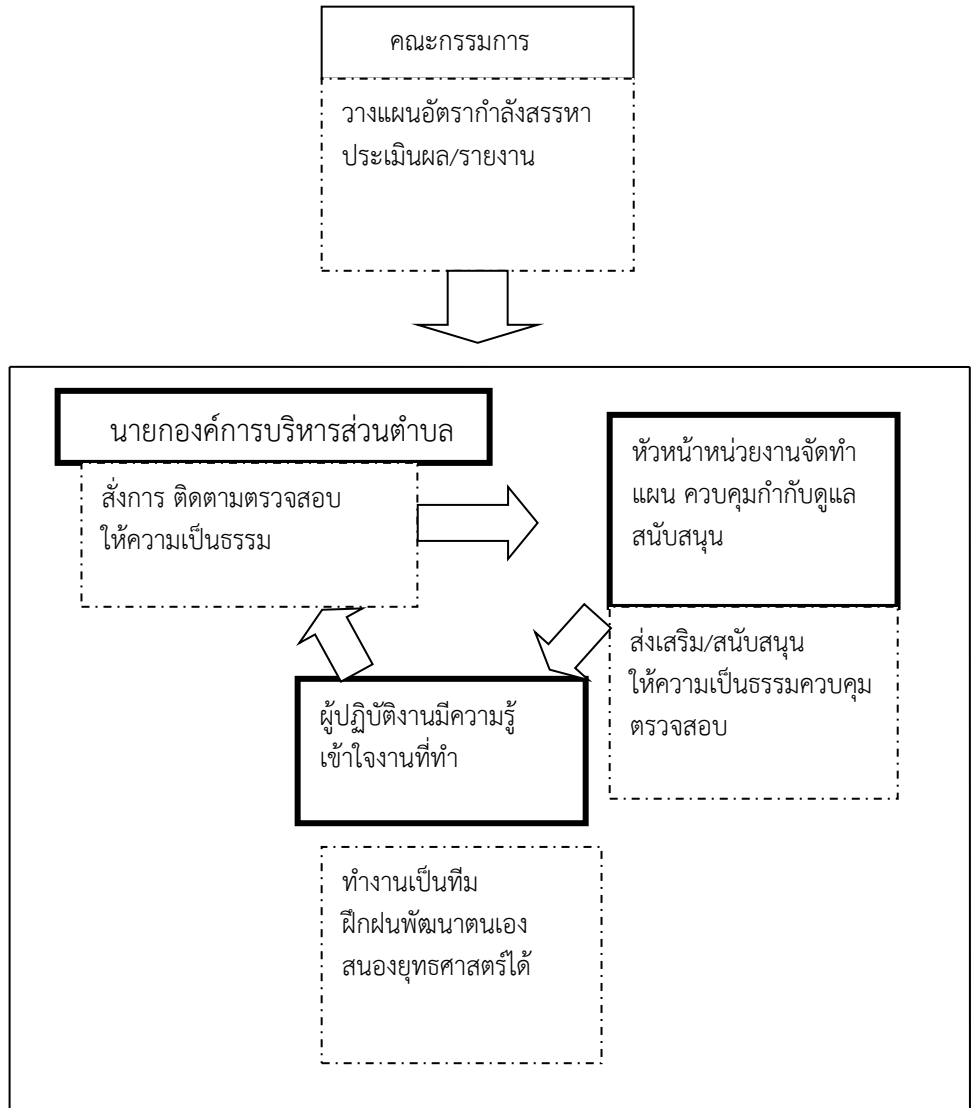 คณะกรรมการ
วางแผนอัตรากำลังสรรหา
ประเมินผล/รายงาน
นายกองค์การบริหารส่วนตำบล
สั่งการ ติดตามตรวจสอบ
ให้ความเป็นธรรม
หัวหน้าหน่วยงานจัดทำ
แผน ควบคุมกำกับดูแล
สนับสนุน
ส่งเสริม/สนับสนุน
ให้ความเป็นธรรมควบคุม
ตรวจสอบ
ผู้ปฏิบัติงานมีความรู้
เข้าใจงานที่ทำ
ทำงานเป็นทีม
ฝึกฝนพัฒนาตนเอง
สนองยุทธศาสตร์ได้